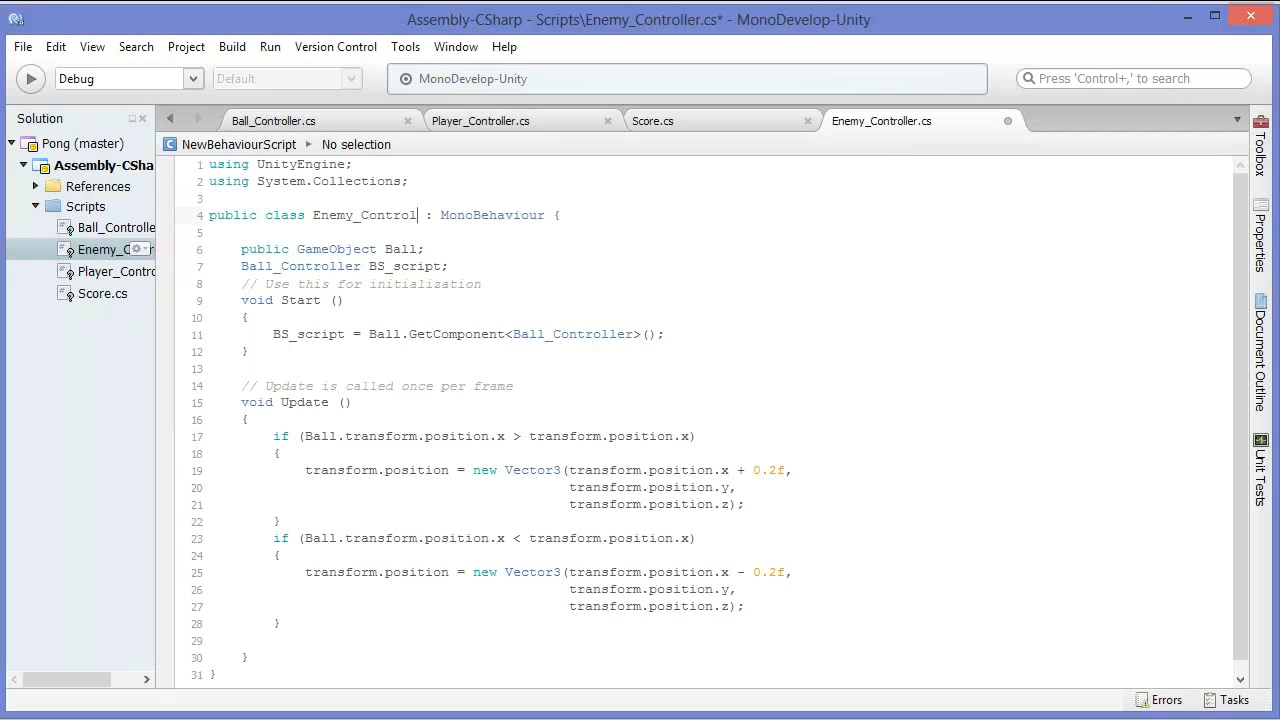 Assembly-CSharp - Scripts\Enemy_Controller.cs* - MonoDevelop-Unity
File Edit View Search Project Build Run Version Control Tools Window Help
Debug Default MonoDevelop-Unity Press 'Control+,' to search
Solution
Ball_Controller.cs Player_Controller.cs Score.cs Enemy_Controller.cs
Pong (master)
Assembly-CShar
References
Scripts
Ball_Controlle
Enemy_C
Player_Contro
Score.cs
NewBehaviourScript No selection
1 using UnityEngine;
2 using System.Collections;
3
4 public class Enemy_Control : MonoBehaviour {
5
6 public GameObject Ball;
7 Ball_Controller BS_script;
8 // Use this for initialization
9 void Start ()
10 {
11 BS_script = Ball.GetComponent<Ball_Controller>();
12 }
13
14 // Update is called once per frame
15 void Update ()
16 {
17 if (Ball.transform.position.x > transform.position.x)
18 {
19 transform.position = new Vector3(transform.position.x + 0.2f,
20 transform.position.y,
21 transform.position.z);
22 }
23 if (Ball.transform.position.x < transform.position.x)
24 {
25 transform.position = new Vector3(transform.position.x - 0.2f,
26 transform.position.y,
27 transform.position.z);
28 }
29
30 }
31 }
Toolbox
Properties
Document Outline
Unit Tests
Errors Tasks